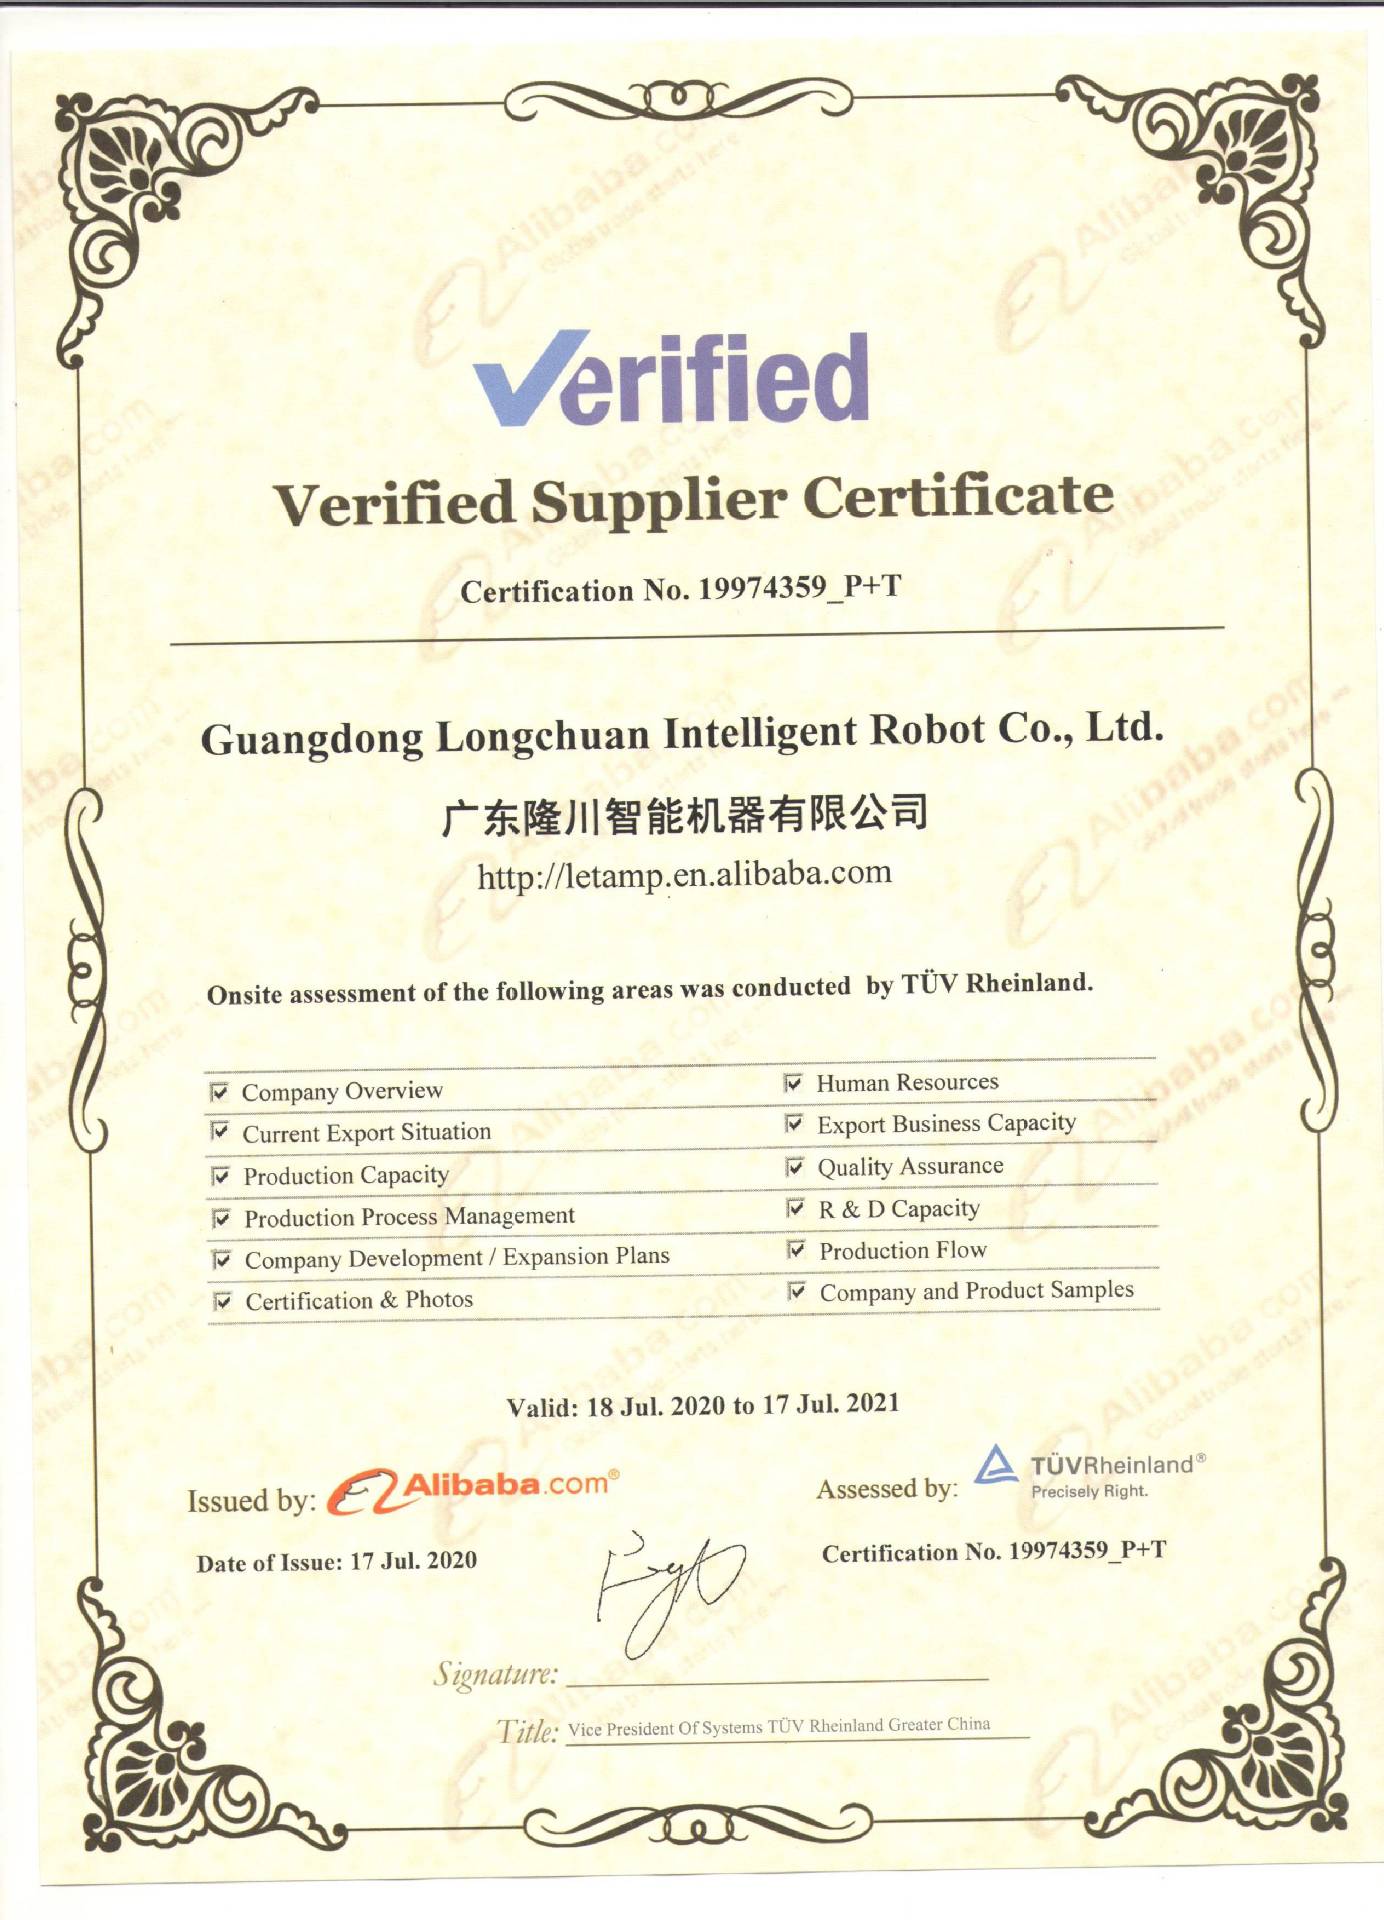 Verified
Verified Supplier Certificate
Certification No. 19974359_P+T
Guangdong Longchuan Intelligent Robot Co., Ltd.
广东隆川智能机器有限公司
http://letamp.en.alibaba.com
Onsite assessment of the following areas was conducted by TÜV Rheinland.
Company Overview
Human Resources
Current Export Situation
Export Business Capacity
Production Capacity
Quality Assurance
Production Process Management
R & D Capacity
Company Development / Expansion Plans
Production Flow
Certification & Photos
Company and Product Samples
Valid: 18 Jul. 2020 to 17 Jul. 2021
Issued by: Alibaba.com®
Assessed by: TÜVRheinland®
Precisely Right.
Date of Issue: 17 Jul. 2020
Certification No. 19974359_P+T
Signature:
Title: Vice President Of Systems TÜV Rheinland Greater China